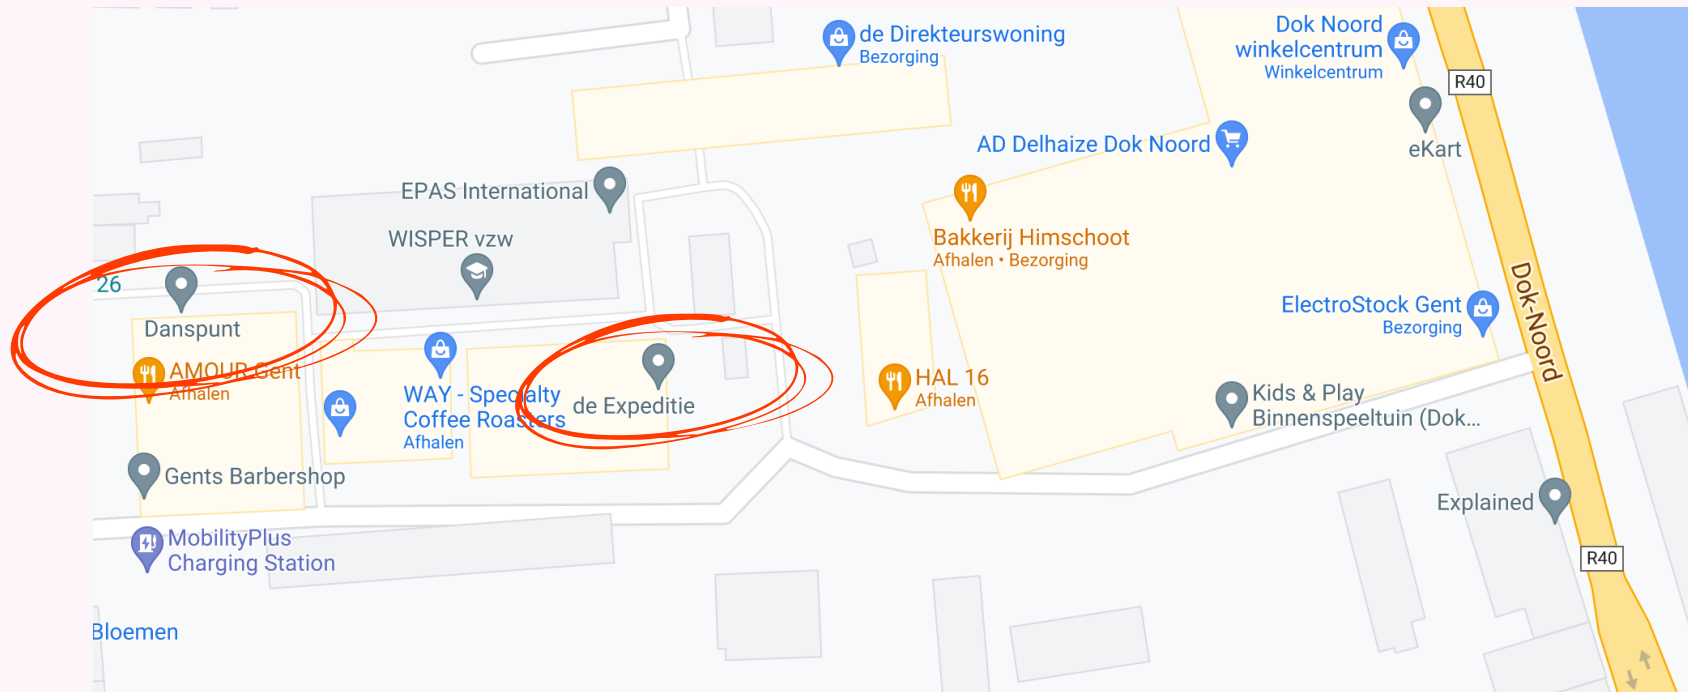 de Direkteurswoning
Bezorging
Dok Noord
winkelcentrum
Winkelcentrum
R40
AD Delhaize Dok Noord
eKart
EPAS International
WISPER vzw
Bakkerij Himschoot
Afhalen • Bezorging
26
Danspunt
ElectroStock Gent
Bezorging
Dok-Noord
AMOUR Gent
Afhalen
WAY - Specialty
Coffee Roasters
Afhalen
de Expeditie
HAL 16
Afhalen
Kids & Play
Binnenspeeltuin (Dok...
Gents Barbershop
Explained
MobilityPlus
Charging Station
R40
Bloemen